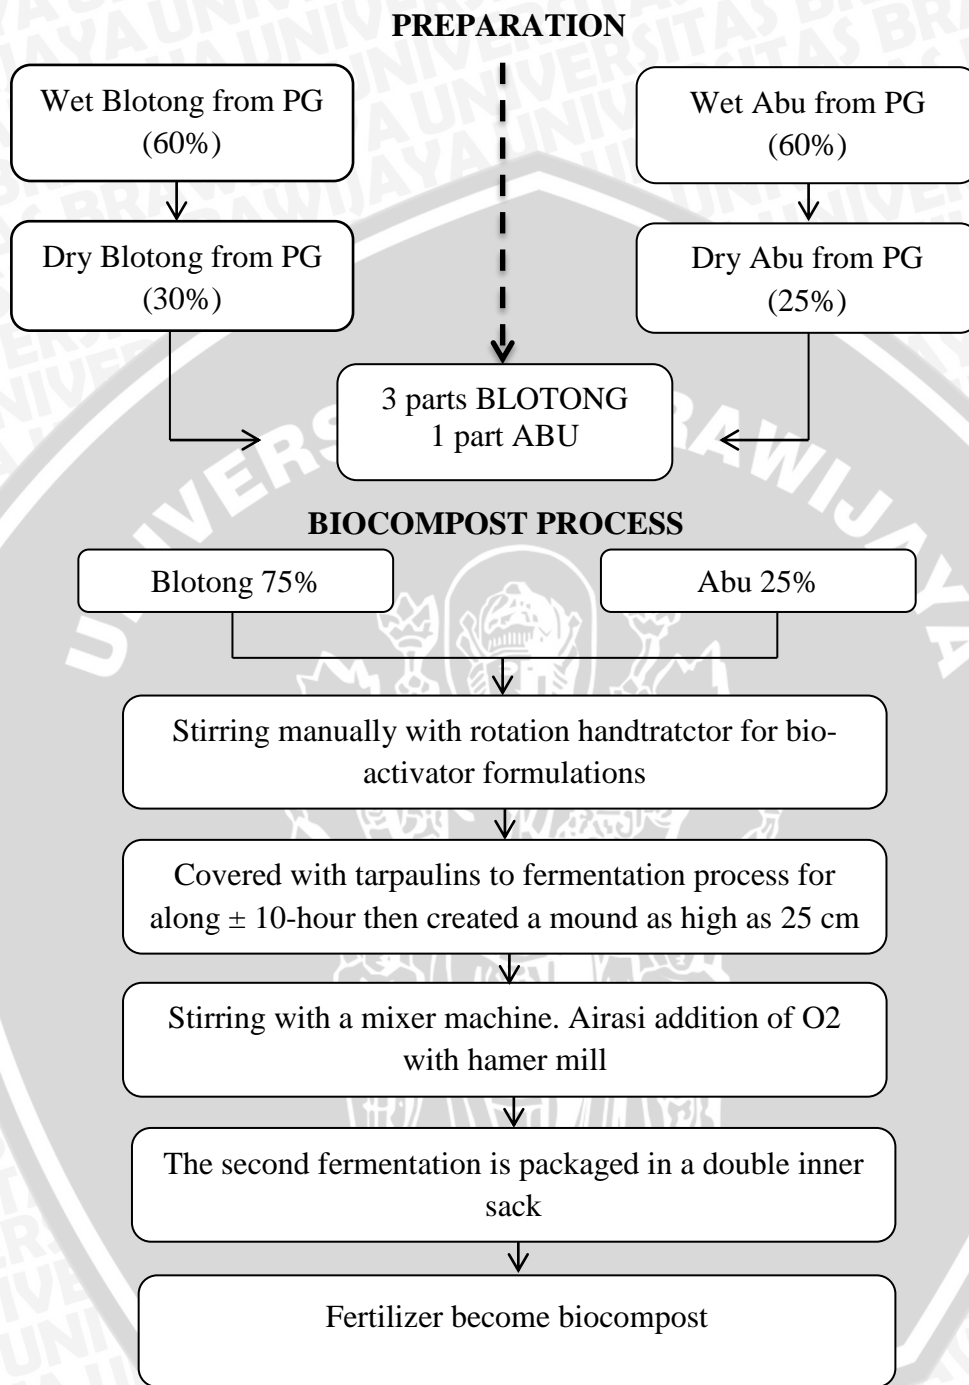 PREPARATION
Wet Blotong from PG
(60%)
Wet Abu from PG
(60%)
Dry Blotong from PG
(30%)
Dry Abu from PG
(25%)
3 parts BLOTONG
1 part ABU
BIOCOMPOST PROCESS
Blotong 75%
Abu 25%
Stirring manually with rotation handtratctor for bio-
activator formulations
Covered with tarpaulins to fermentation process for
along ± 10-hour then created a mound as high as 25 cm
Stirring with a mixer machine. Airasi addition of O2
with hamer mill
The second fermentation is packaged in a double inner
sack
Fertilizer become biocompost